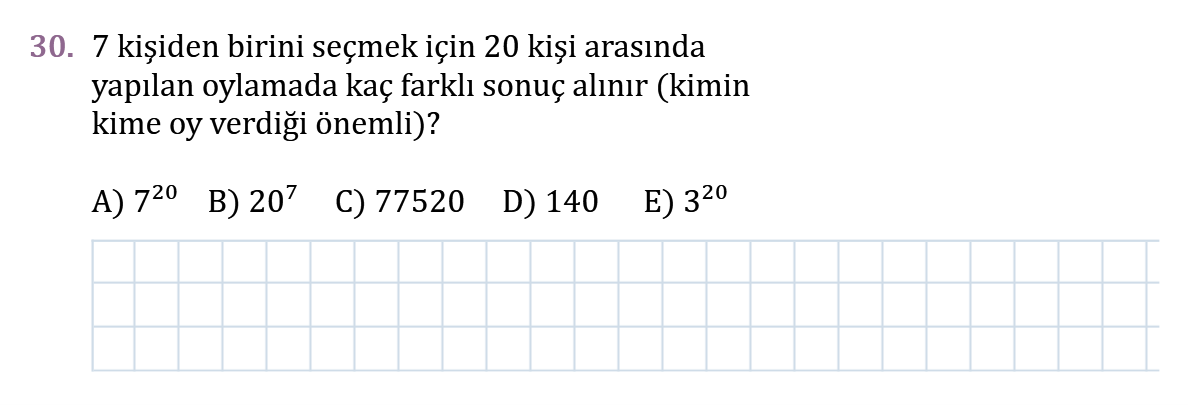 30. 7 kişiden birini seçmek için 20 kişi arasında
yapılan oylamada kaç farklı sonuç alınır (kimin
kime oy verdiği önemli)?
A) 7²⁰ B) 20⁷ C) 77520 D) 140 E) 3²⁰